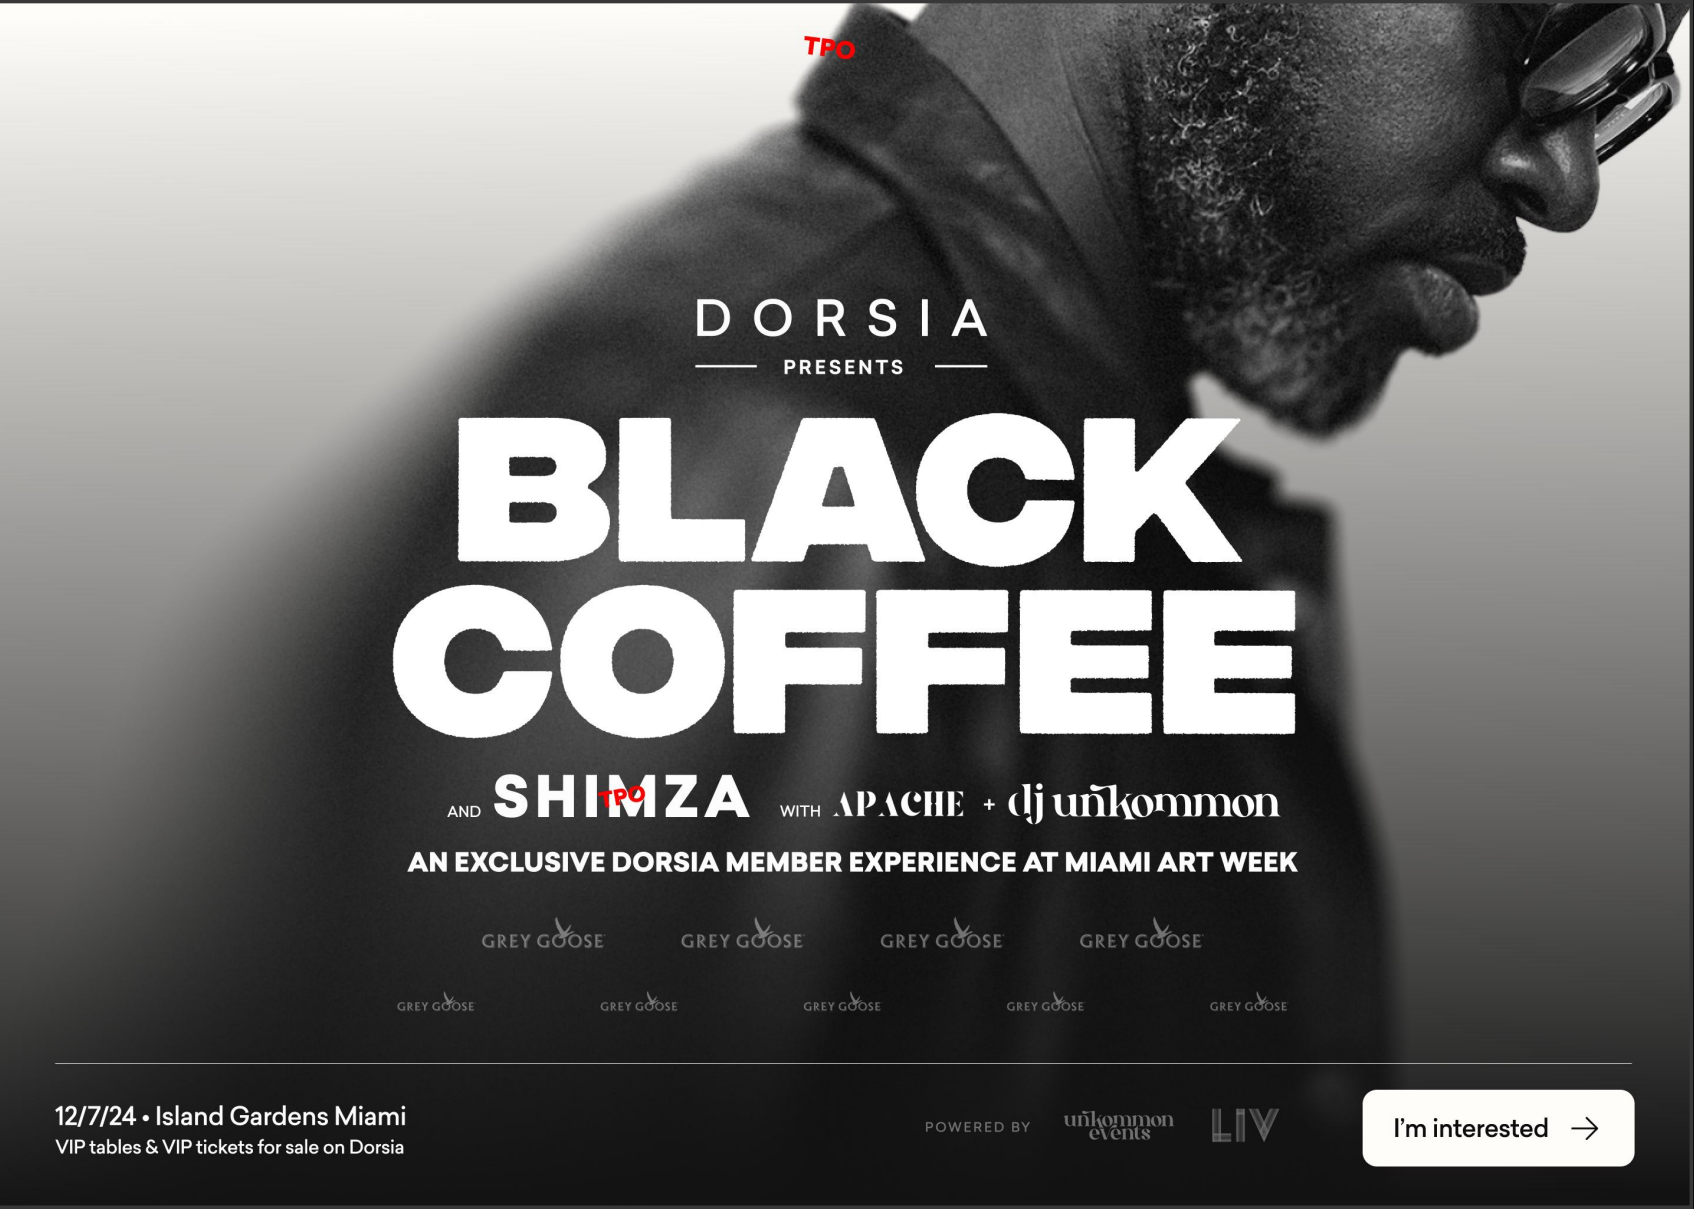 TPO
DORSIA
PRESENTS
BLACK
COFFEE
AND SHIMZA WITH APACHE + dj uñkommon
TPO
AN EXCLUSIVE DORSIA MEMBER EXPERIENCE AT MIAMI ART WEEK
GREY GOOSE GREY GOOSE GREY GOOSE GREY GOOSE
GREY GOOSE GREY GOOSE GREY GOOSE GREY GOOSE GREY GOOSE
12/7/24 • Island Gardens Miami
VIP tables & VIP tickets for sale on Dorsia
POWERED BY uñkommon events LIV
I'm interested →